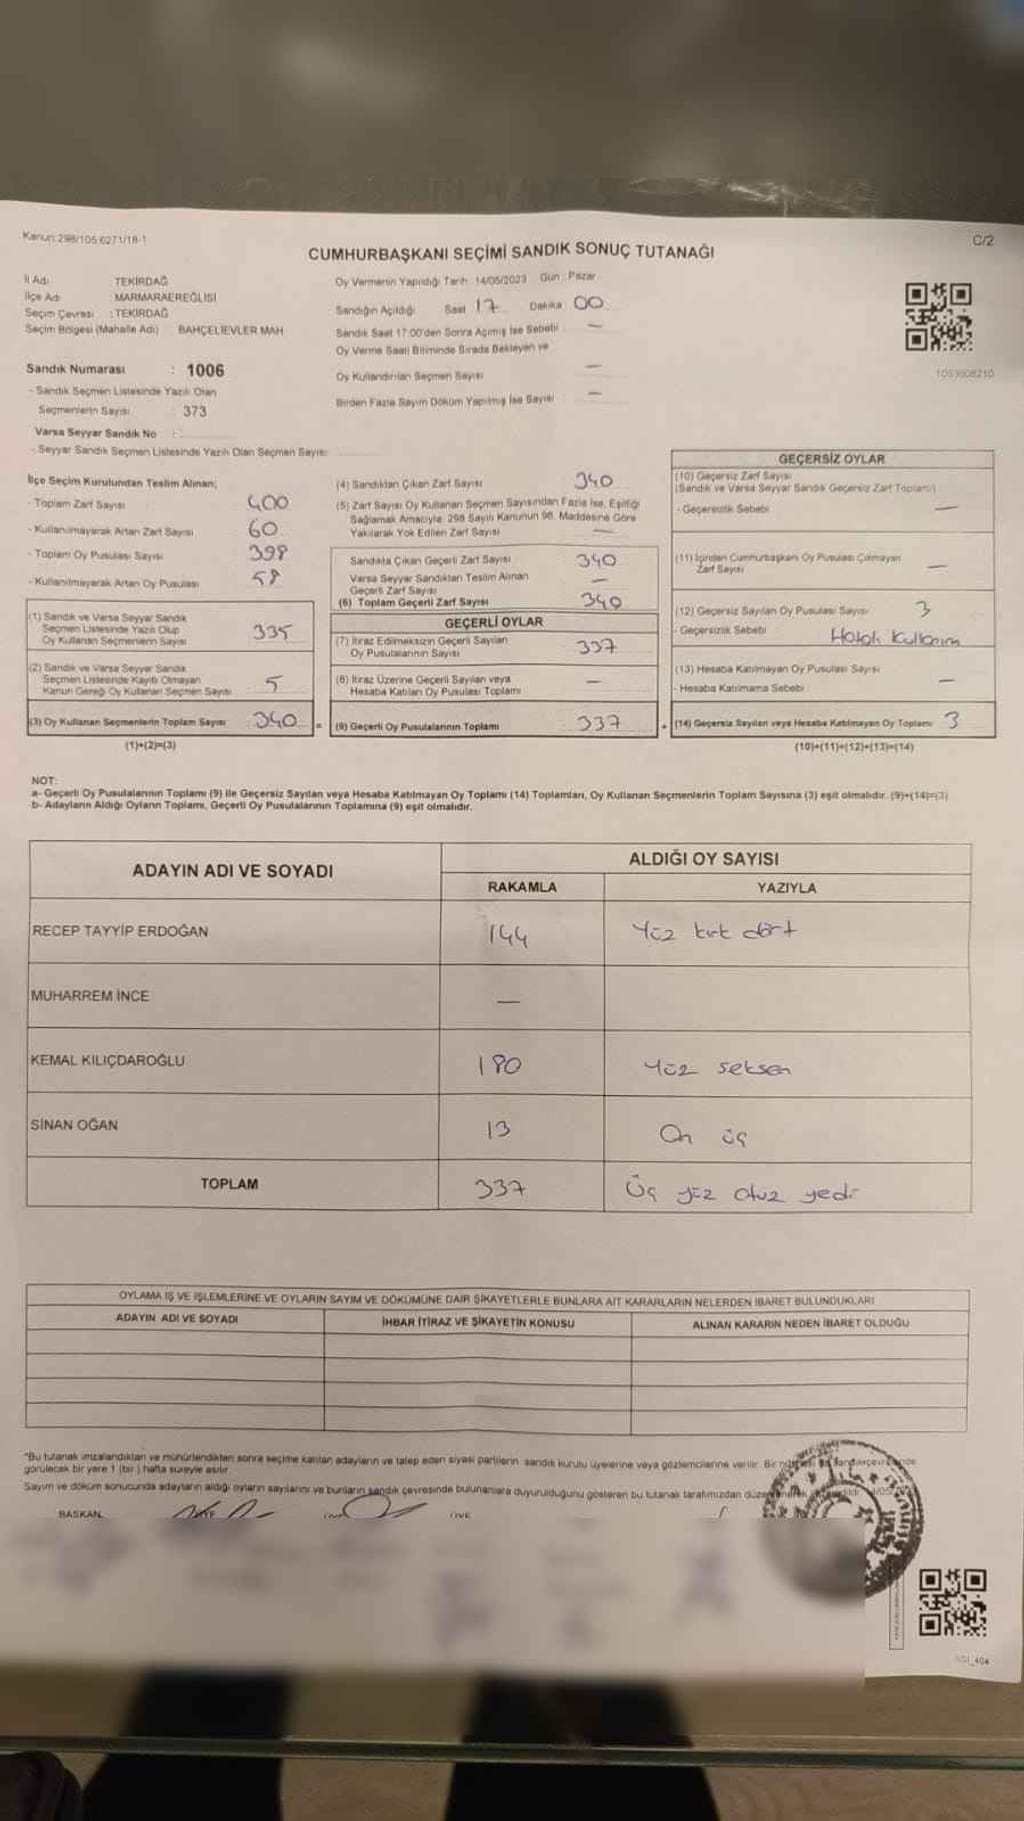 Kanun:298/105,6271/18-1
C/2
CUMHURBAŞKANI SEÇİMİ SANDIK SONUÇ TUTANAĞI
İl Adı : TEKİRDAĞ
İlçe Adı : MARMARAEREĞLİSİ
Seçim Çevresi : TEKİRDAĞ
Seçim Bölgesi (Mahalle Adı) BAHÇELİEVLER MAH
Sandık Numarası : 1006
- Sandık Seçmen Listesinde Yazılı Olan
Seçmenlerin Sayısı : 373
Varsa Seyyar Sandık No :
- Seyyar Sandık Seçmen Listesinde Yazılı Olan Seçmen Sayısı
Oy Vermenin Yapıldığı Tarih: 14/05/2023 Gün : Pazar
Sandığın Açıldığı Saat 17 Dakika 00
Sandık Saat 17:00'den Sonra Açılmış İse Sebebi —
Oy Verme Saati Bitiminde Sırada Bekleyen ve
Oy Kullandırılan Seçmen Sayısı —
Birden Fazla Sayım Döküm Yapılmış İse Sayısı —
1093608210
İlçe Seçim Kurulundan Teslim Alınan;
- Toplam Zarf Sayısı 400
- Kullanılmayarak Artan Zarf Sayısı 60
- Toplam Oy Pusulası Sayısı 398
- Kullanılmayarak Artan Oy Pusulası 58
(1) Sandık ve Varsa Seyyar Sandık
Seçmen Listesinde Yazılı Olup
Oy Kullanan Seçmenlerin Sayısı 335
(2) Sandık ve Varsa Seyyar Sandık
Seçmen Listesinde Kayıtlı Olmayan
Kanun Gereği Oy Kullanan Seçmen Sayısı 5
(3) Oy Kullanan Seçmenlerin Toplam Sayısı 340
(1)+(2)=(3)
(4) Sandıktan Çıkan Zarf Sayısı 340
(5) Zarf Sayısı Oy Kullanan Seçmen Sayısından Fazla İse, Eşitliği
Sağlamak Amacıyla, 298 Sayılı Kanunun 98. Maddesine Göre
Yakılarak Yok Edilen Zarf Sayısı —
Sandıkta Çıkan Geçerli Zarf Sayısı 340
Varsa Seyyar Sandıktan Teslim Alınan
Geçerli Zarf Sayısı —
(6) Toplam Geçerli Zarf Sayısı 340
GEÇERLİ OYLAR
(7) İtiraz Edilmeksizin Geçerli Sayılan
Oy Pusulalarının Sayısı 337
(8) İtiraz Üzerine Geçerli Sayılan veya
Hesaba Katılan Oy Pusulası Toplamı —
= (9) Geçerli Oy Pusulalarının Toplamı 337
GEÇERSİZ OYLAR
(10) Geçersiz Zarf Sayısı
(Sandık ve Varsa Seyyar Sandık Geçersiz Zarf Toplamı)
- Geçersizlik Sebebi —
(11) İçinden Cumhurbaşkanı Oy Pusulası Çıkmayan
Zarf Sayısı —
(12) Geçersiz Sayılan Oy Pusulası Sayısı 3
- Geçersizlik Sebebi Hatalı Kullanım
(13) Hesaba Katılmayan Oy Pusulası Sayısı —
- Hesaba Katılmama Sebebi
+ (14) Geçersiz Sayılan veya Hesaba Katılmayan Oy Toplamı 3
(10)+(11)+(12)+(13)=(14)
NOT:
a- Geçerli Oy Pusulalarının Toplamı (9) ile Geçersiz Sayılan veya Hesaba Katılmayan Oy Toplamı (14) Toplamları, Oy Kullanan Seçmenlerin Toplam Sayısına (3) eşit olmalıdır. (9)+(14)=(3)
b- Adayların Aldığı Oyların Toplamı, Geçerli Oy Pusulalarının Toplamına (9) eşit olmalıdır.
ADAYIN ADI VE SOYADI
ALDIĞI OY SAYISI
RAKAMLA YAZIYLA
RECEP TAYYİP ERDOĞAN 144 Yüz kırk dört
MUHARREM İNCE —
KEMAL KILIÇDAROĞLU 180 Yüz seksen
SİNAN OĞAN 13 On üç
TOPLAM 337 Üç yüz otuz yedi
OYLAMA İŞ VE İŞLEMLERİNE VE OYLARIN SAYIM VE DÖKÜMÜNE DAİR ŞİKAYETLERLE BUNLARA AİT KARARLARIN NELERDEN İBARET BULUNDUKLARI
ADAYIN ADI VE SOYADI İHBAR İTİRAZ VE ŞİKAYETİN KONUSU ALINAN KARARIN NEDEN İBARET OLDUĞU
*Bu tutanak imzalandıktan ve mühürlendikten sonra seçime katılan adayların ve talep eden siyasi partilerin sandık kurulu üyelerine veya gözlemcilerine verilir. Bir
görülecek bir yere 1 (bir) hafta süreyle asılır.
Sayım ve döküm sonucunda adayların aldığı oyların sayılarını ve bunların sandık çevresinde bulunanlara duyurulduğunu gösteren bu tutanak tarafımızdan
BAŞKAN